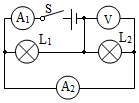 A₁ S V
L₁ L₂
A₂